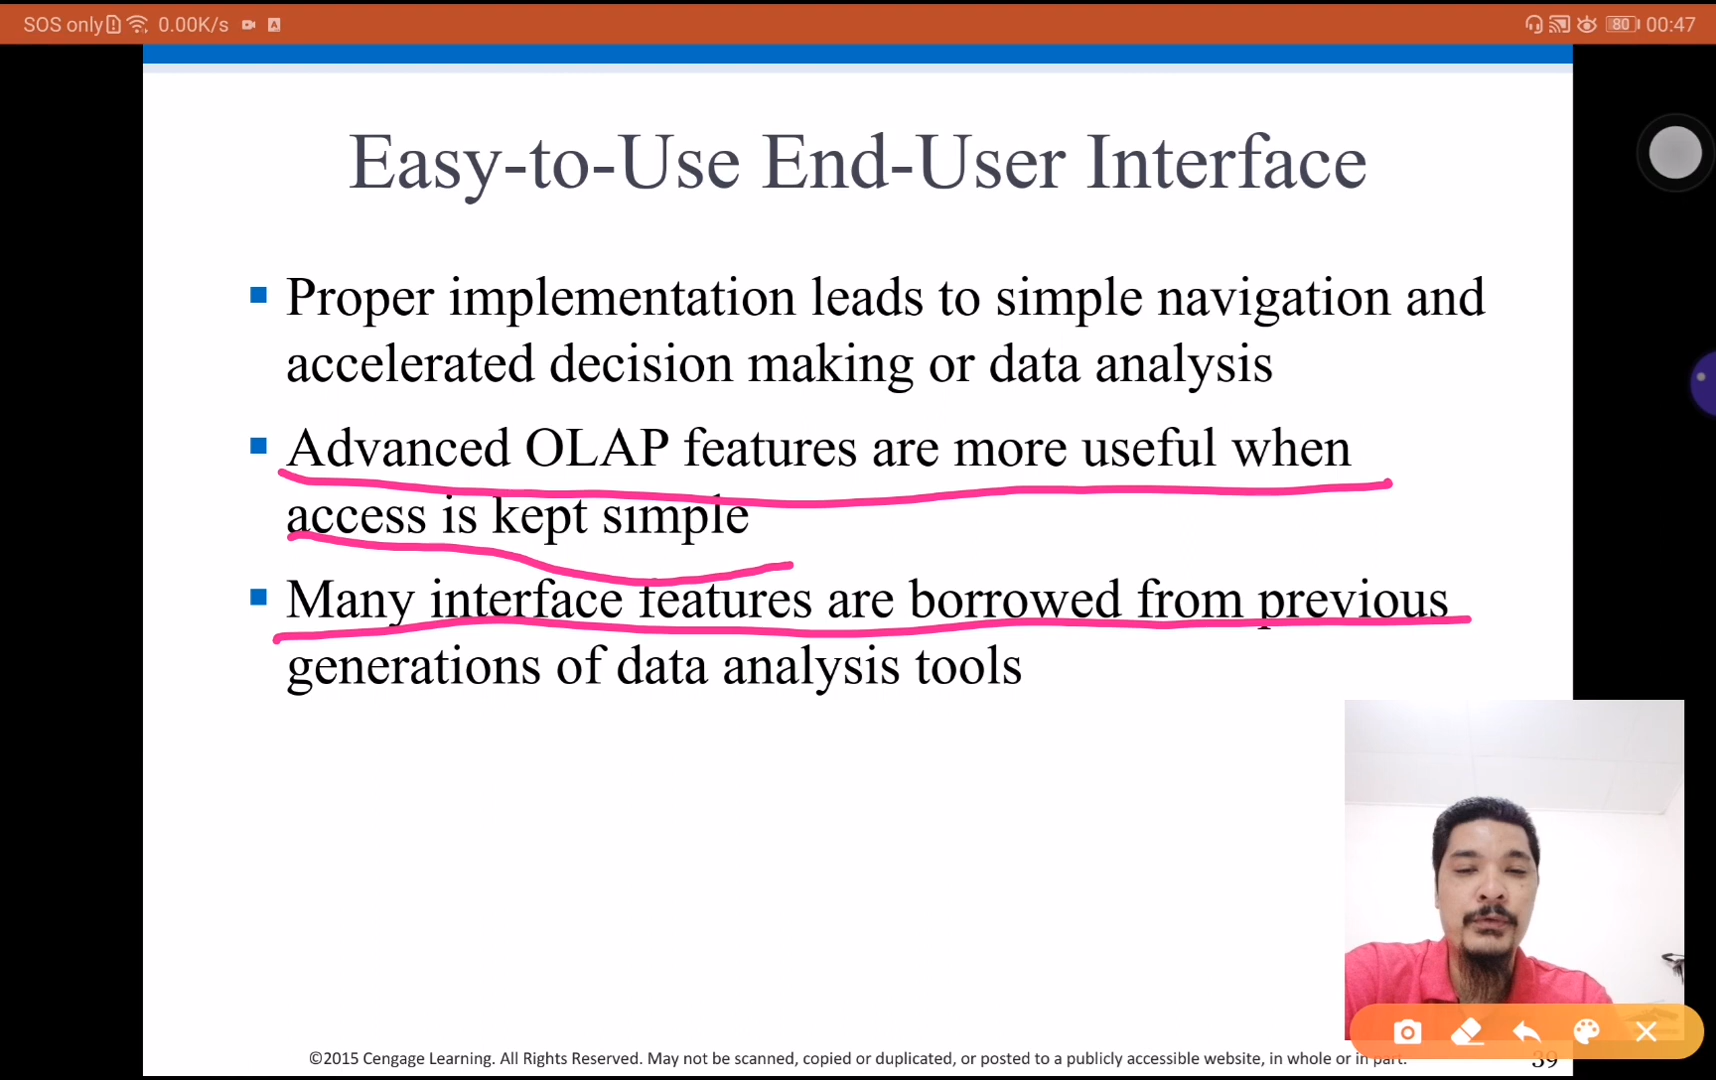 SOS only 0.00K/s 80 00:47
Easy-to-Use End-User Interface
Proper implementation leads to simple navigation and
accelerated decision making or data analysis
Advanced OLAP features are more useful when
access is kept simple
Many interface features are borrowed from previous
generations of data analysis tools
©2015 Cengage Learning. All Rights Reserved. May not be scanned, copied or duplicated, or posted to a publicly accessible website, in whole or in part.
39